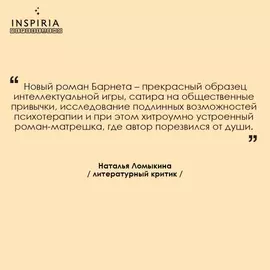 INSPIRIA
“
Новый роман Барнета – прекрасный образец
интеллектуальной игры, сатира на общественные
привычки, исследование подлинных возможностей
психотерапии и при этом хитроумно устроенный
роман-матрешка, где автор порезвился от души.
”
Наталья Ломыкина
/ литературный критик /